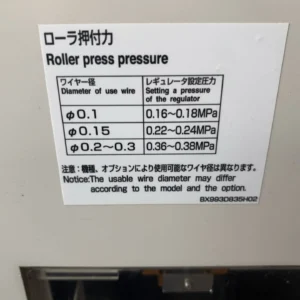 ローラ押付力
Roller press pressure
ワイヤー径 レギュレータ設定圧力
Diameter of use wire Setting a pressure of the regulator
φ0.1 0.16~0.18MPa
φ0.15 0.22~0.24MPa
φ0.2~0.3 0.36~0.38MPa
注意：機種、オプションにより使用可能なワイヤ径は異なります。
Notice:The usable wire diameter may differ
according to the model and the option.
BX993D835H02